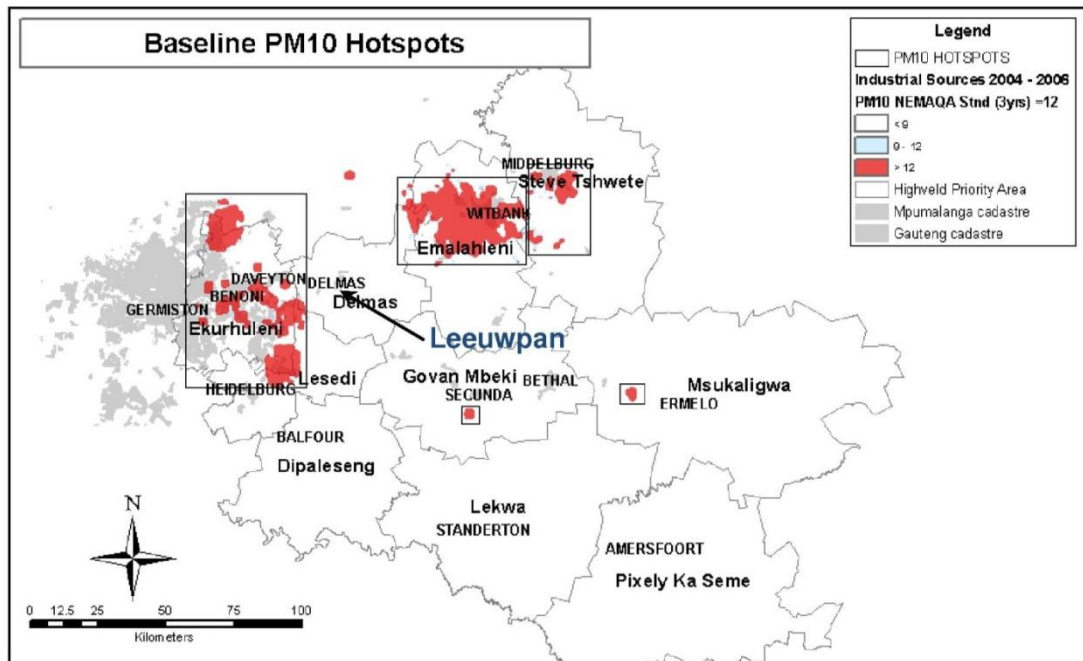 Baseline PM10 Hotspots
Legend
PM10 HOTSPOTS
Industrial Sources 2004 - 2006
PM10 NEMAQA Stnd (3yrs) =12
< 9
9 - 12
> 12
Highveld Priority Area
Mpumalanga cadastre
Gauteng cadastre
MIDDELBURG
Steve Tshwete
WITBANK
Emalahleni
DAVEYTON
DELMAS
BENONI
Delmas
GERMISTON
Ekurhuleni
Leeuwpan
Lesedi
HEIDELBURG
Govan Mbeki
BETHAL
SECUNDA
Msukaligwa
ERMELO
BALFOUR
Dipaleseng
Lekwa
STANDERTON
AMERSFOORT
Pixely Ka Seme
N
0 12.5 25 50 75 100
Kilometers